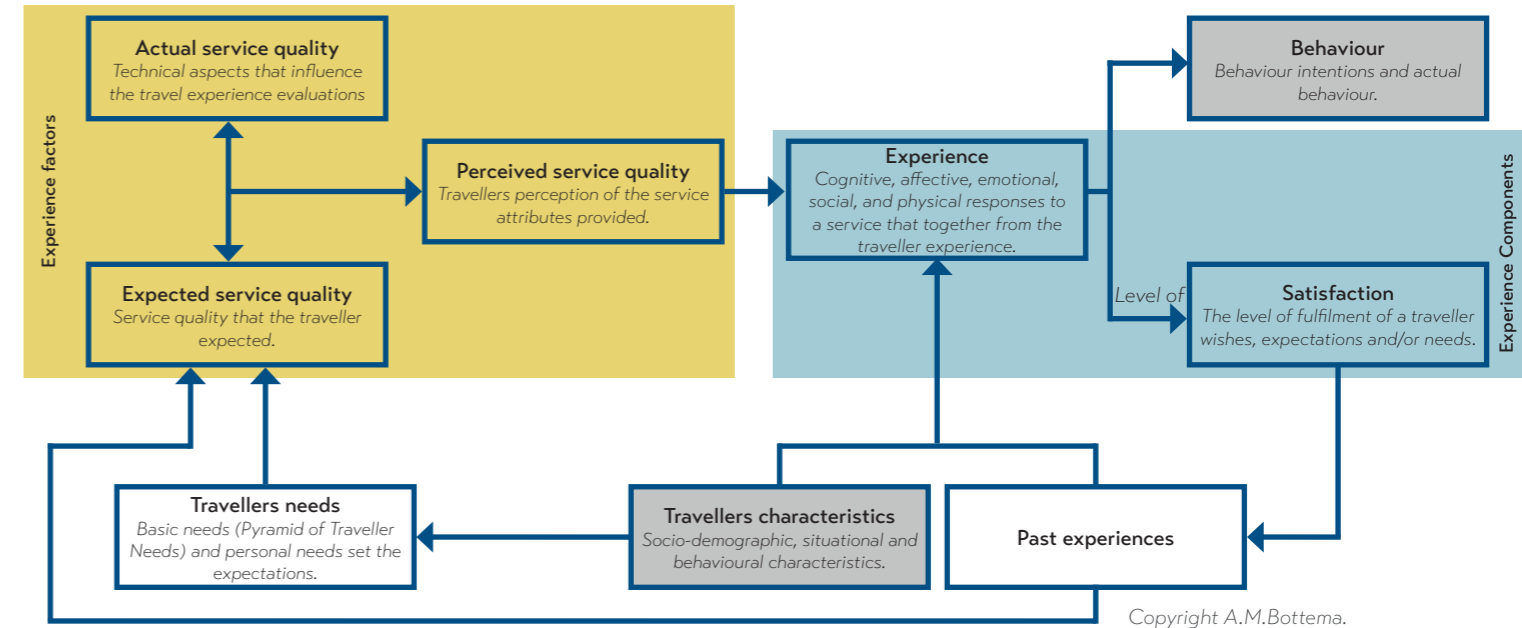 Experience factors
Actual service quality
Technical aspects that influence
the travel experience evaluations
Perceived service quality
Travellers perception of the service
attributes provided.
Expected service quality
Service quality that the traveller
expected.
Experience
Cognitive, affective, emotional,
social, and physical responses to
a service that together from the
traveller experience.
Behaviour
Behaviour intentions and actual
behaviour.
Level of
Satisfaction
The level of fulfilment of a traveller
wishes, expectations and/or needs.
Experience Components
Travellers needs
Basic needs (Pyramid of Traveller
Needs) and personal needs set the
expectations.
Travellers characteristics
Socio-demographic, situational and
behavioural characteristics.
Past experiences
Copyright A.M.Bottema.